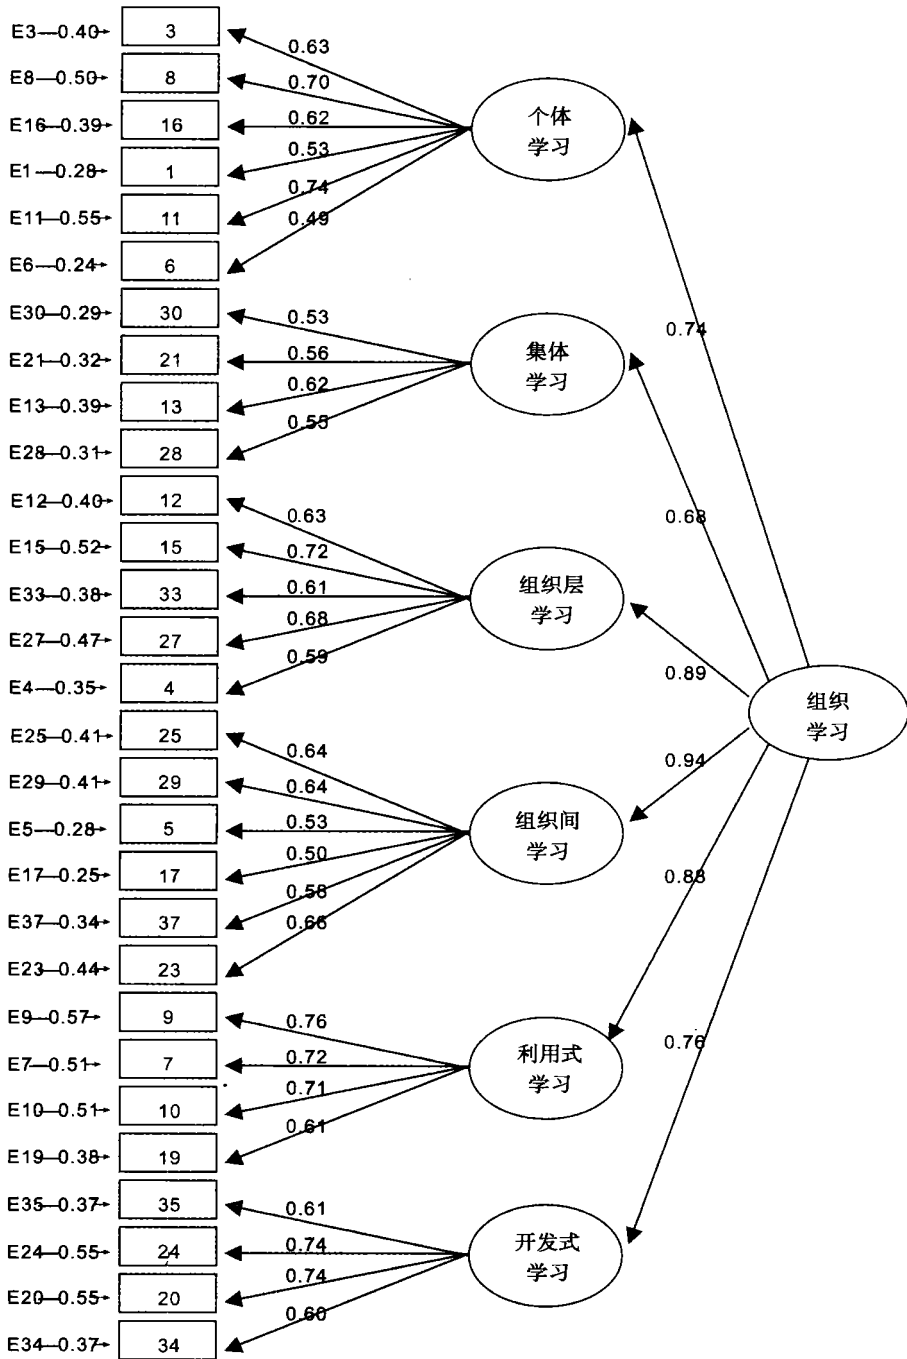 E3—0.40 3
0.63
E8—0.50 8
0.70
E16—0.39 16
0.62
E1—0.28 1
0.53
E11—0.55 11
0.74
E6—0.24 6
0.49
个体
学习
E30—0.29 30
0.53
E21—0.32 21
0.56
E13—0.39 13
0.62
E28—0.31 28
0.55
集体
学习
E12—0.40 12
0.63
E15—0.52 15
0.72
E33—0.38 33
0.61
E27—0.47 27
0.68
E4—0.35 4
0.59
组织层
学习
E25—0.41 25
0.64
E29—0.41 29
0.64
E5—0.28 5
0.53
E17—0.25 17
0.50
E37—0.34 37
0.58
E23—0.44 23
0.66
组织间
学习
E9—0.57 9
0.76
E7—0.51 7
0.72
E10—0.51 10
0.71
E19—0.38 19
0.61
利用式
学习
E35—0.37 35
0.61
E24—0.55 24
0.74
E20—0.55 20
0.74
E34—0.37 34
0.60
开发式
学习
0.74
0.68
0.89
0.94
0.88
0.76
组织
学习